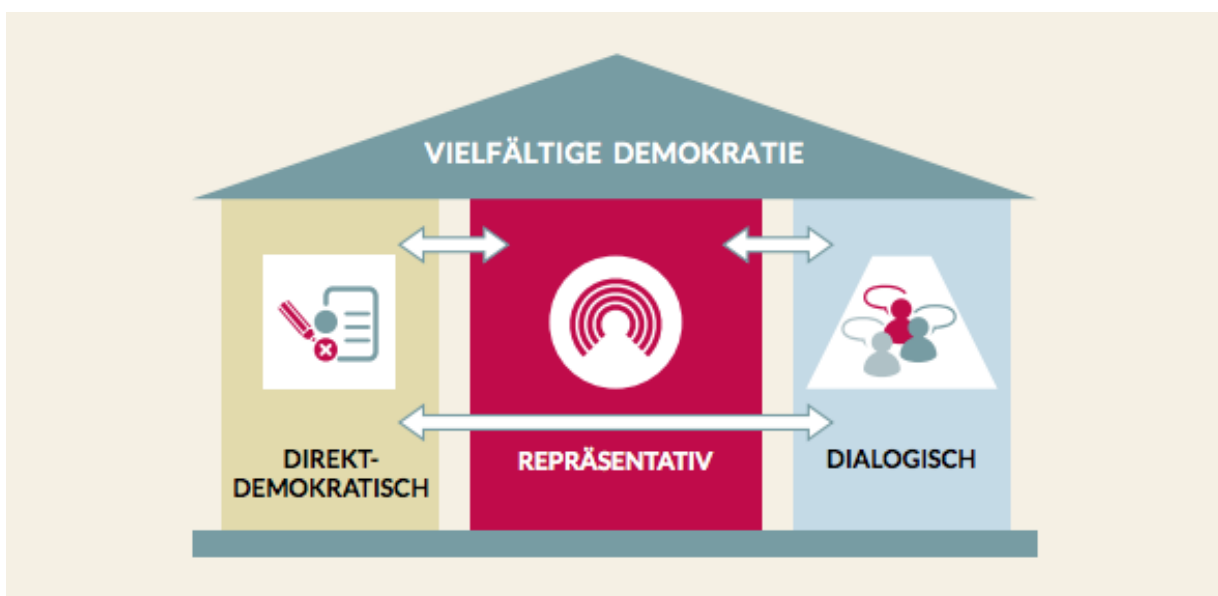 VIELFÄLTIGE DEMOKRATIE
DIREKT-
DEMOKRATISCH
REPRÄSENTATIV
DIALOGISCH